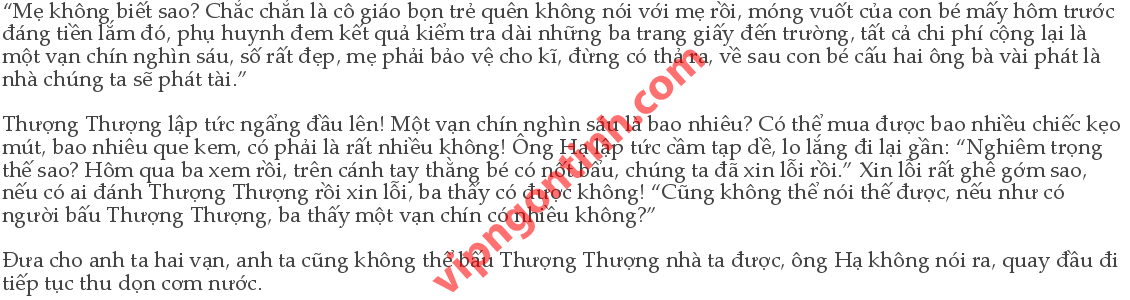 “Mẹ không biết sao? Chắc chắn là cô giáo bọn trẻ quên không nói với mẹ rồi, móng vuốt của con bé mấy hôm trước
đáng tiền lắm đó, phụ huynh đem kết quả kiểm tra dài những ba trang giấy đến trường, tất cả chi phí cộng lại là
một vạn chín nghìn sáu, số rất đẹp, mẹ phải bảo vệ cho kĩ, đừng có thả ra, về sau con bé cấu hai ông bà vài phát là
nhà chúng ta sẽ phát tài.”
Thượng Thượng lập tức ngẩng đầu lên! Một vạn chín nghìn sáu là bao nhiêu? Có thể mua được bao nhiều chiếc kẹo
mút, bao nhiêu que kem, có phải là rất nhiều không! Ông Hạ lập tức cầm tạp dề, lo lắng đi lại gần: “Nghiêm trọng
thế sao? Hôm qua ba xem rồi, trên cánh tay thằng bé có nốt bấu, chúng ta đã xin lỗi rồi.” Xin lỗi rất ghê gớm sao,
nếu có ai đánh Thượng Thượng rồi xin lỗi, ba thấy có được không! “Cũng không thể nói thế được, nếu như có
người bấu Thượng Thượng, ba thấy một vạn chín có nhiều không?”
Đưa cho anh ta hai vạn, anh ta cũng không thể bấu Thượng Thượng nhà ta được, ông Hạ không nói ra, quay đầu đi
tiếp tục thu dọn cơm nước.
vipngontinh.com